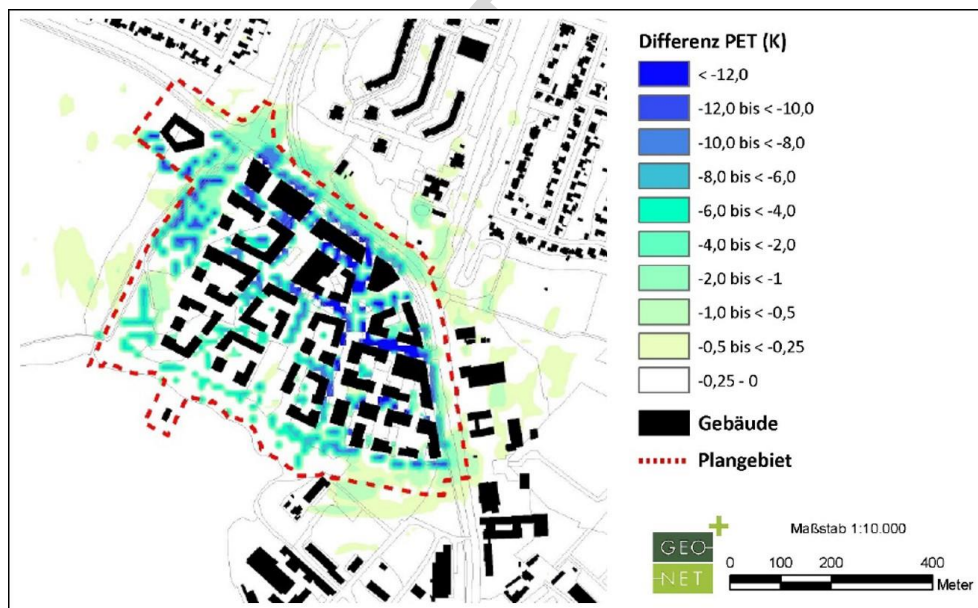 Differenz PET (K)
< -12,0
-12,0 bis < -10,0
-10,0 bis < -8,0
-8,0 bis < -6,0
-6,0 bis < -4,0
-4,0 bis < -2,0
-2,0 bis < -1
-1,0 bis < -0,5
-0,5 bis < -0,25
-0,25 - 0
Gebäude
Plangebiet
GEO
NET
Maßstab 1:10.000
0 100 200 400
Meter